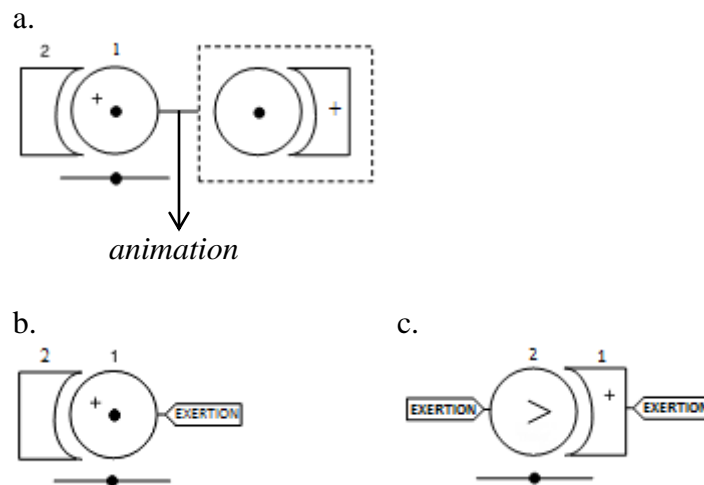 a.
2 1
+ +
animation
b. c.
2 1 2 1
+ EXERTION EXERTION > + EXERTION